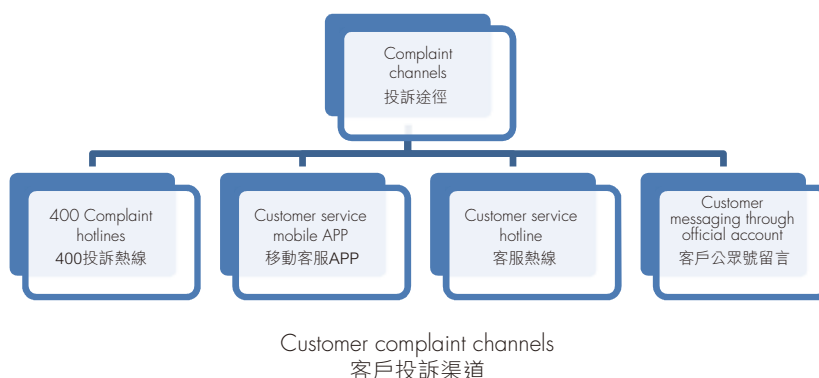 Complaint
channels
投訴途徑
400 Complaint
hotlines
400投訴熱線
Customer service
mobile APP
移動客服APP
Customer service
hotline
客服熱線
Customer
messaging through
official account
客戶公眾號留言
Customer complaint channels
客戶投訴渠道